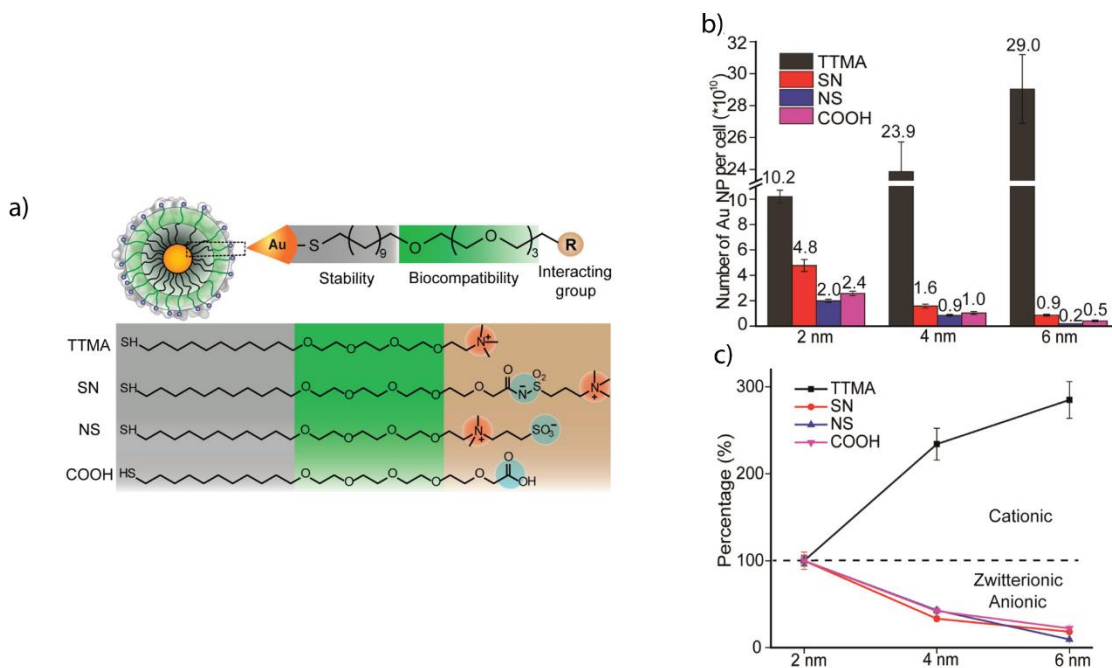 a)
Au
S
9
O
O
3
R
Stability
Biocompatibility
Interacting
group
TTMA
SH
O
O
O
O
N
+
SN
SH
O
O
O
O
O
O
N
−
S
O2
N
+
NS
SH
O
O
O
O
N
+
SO3−
COOH
HS
O
O
O
O
O
O
OH
b)
Number of Au NP per cell (*10^10)
32
30
28
26
24
10
8
6
4
2
0
TTMA
SN
NS
COOH
10.2
4.8
2.0
2.4
23.9
1.6
0.9
1.0
29.0
0.9
0.2
0.5
2 nm
4 nm
6 nm
c)
Percentage (%)
300
200
100
0
TTMA
SN
NS
COOH
Cationic
Zwitterionic
Anionic
2 nm
4 nm
6 nm